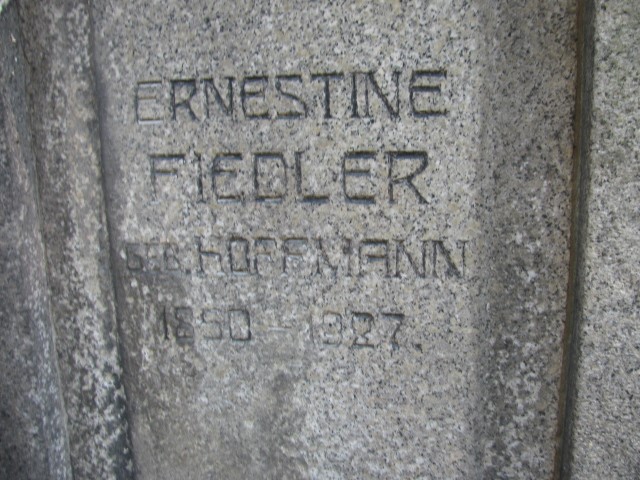 ERNESTINE
FIEDLER
GEB. HOFFMANN
1850 – 1927.